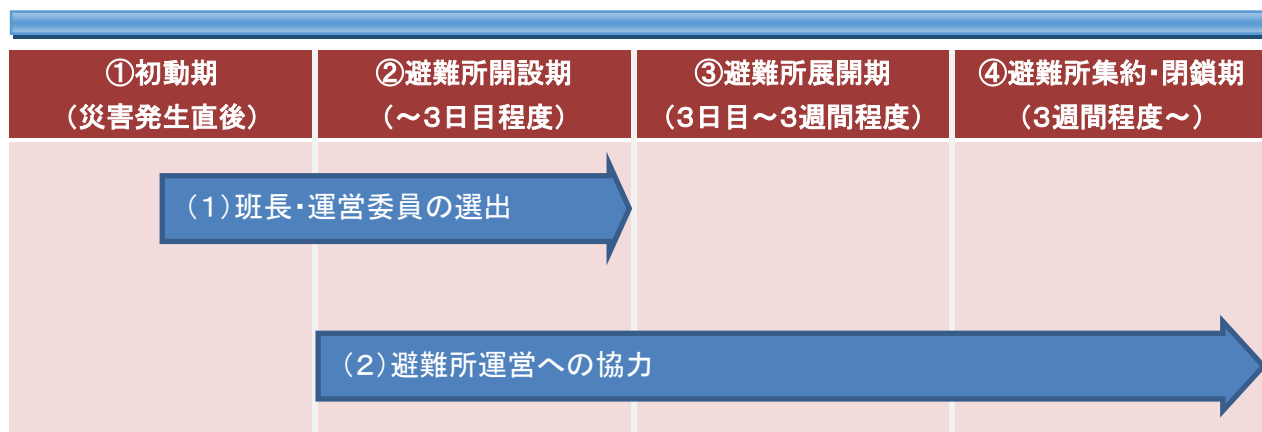 ①初動期
(災害発生直後)
②避難所開設期
(～3日目程度)
③避難所展開期
(3日目～3週間程度)
④避難所集約・閉鎖期
(3週間程度～)
(1)班長・運営委員の選出
(2)避難所運営への協力